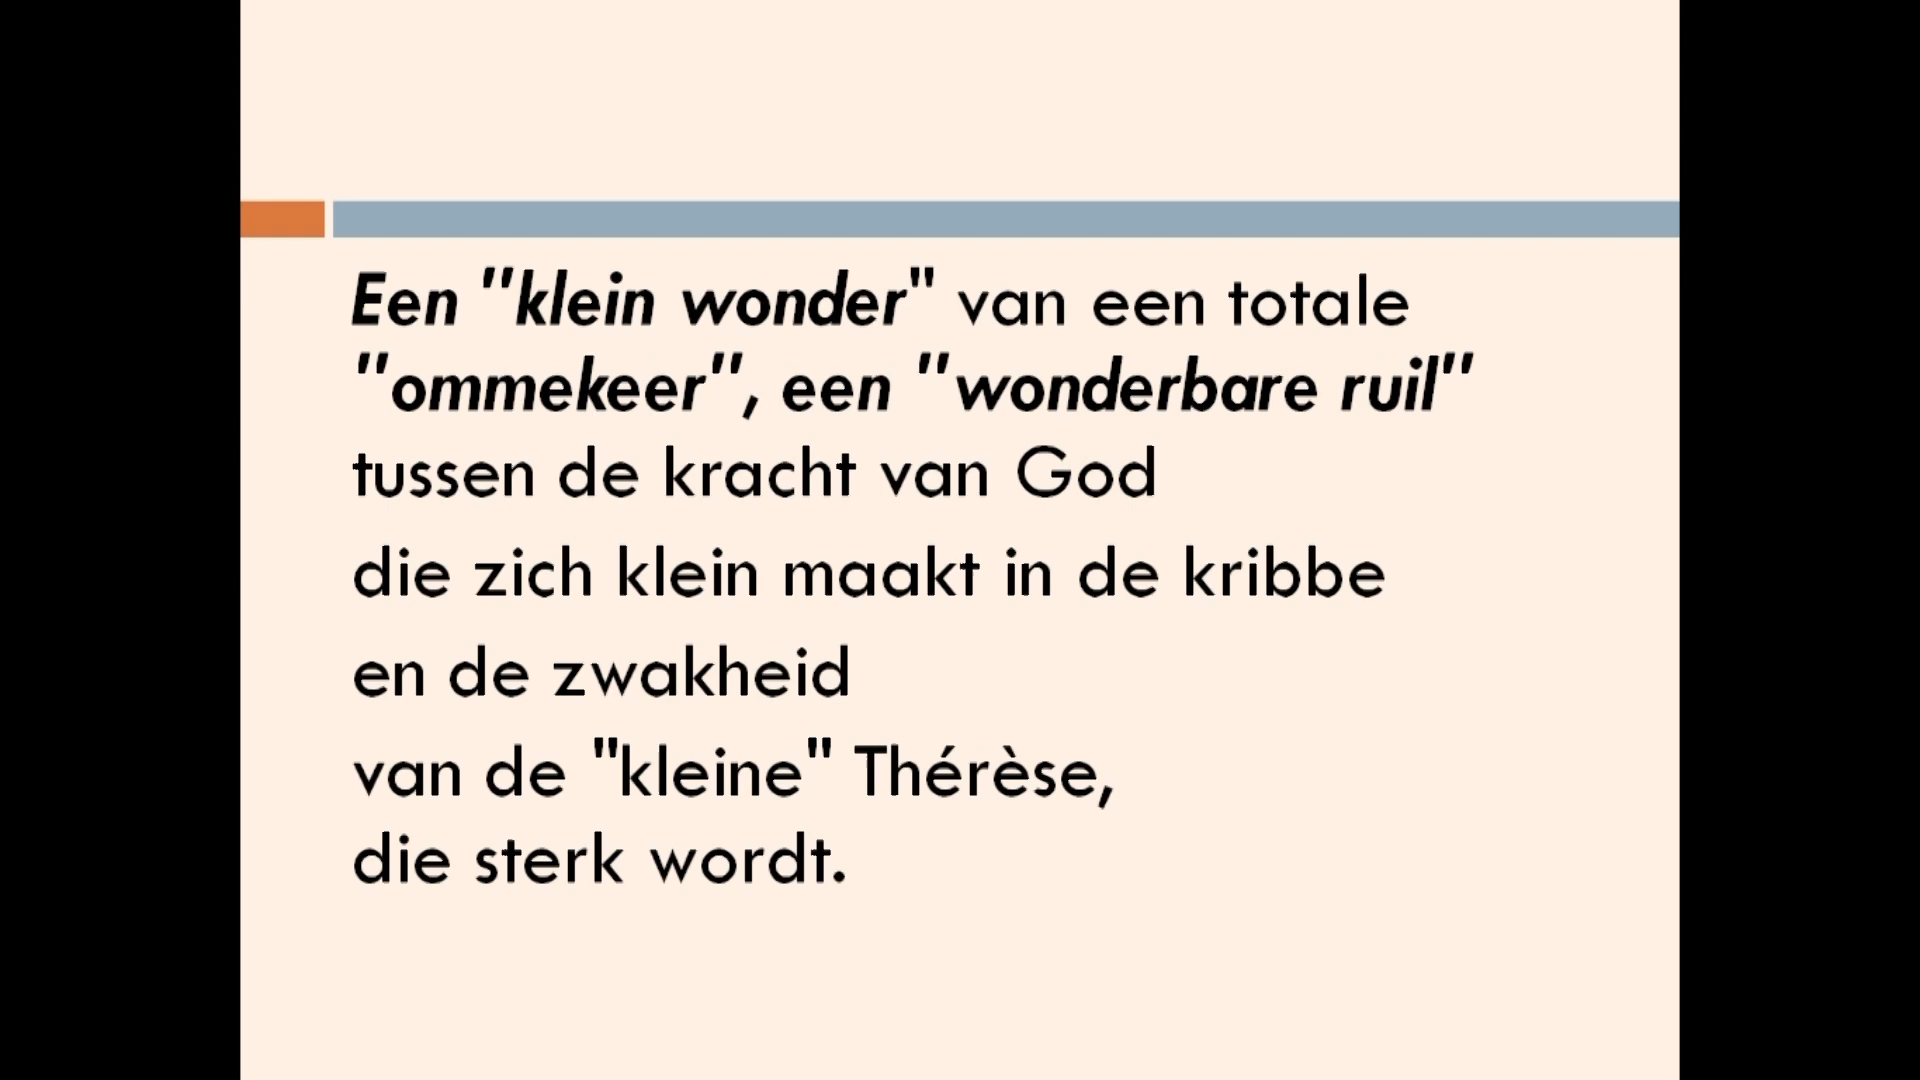 Een "klein wonder" van een totale
"ommekeer", een "wonderbare ruil"
tussen de kracht van God
die zich klein maakt in de kribbe
en de zwakheid
van de "kleine" Thérèse,
die sterk wordt.